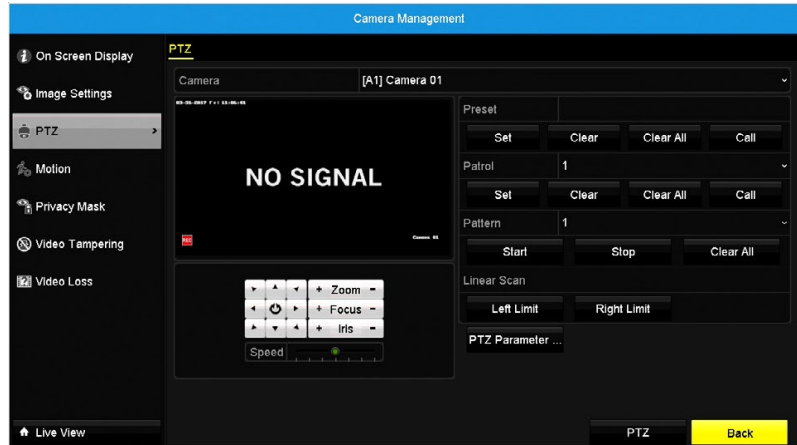 Camera Management
On Screen Display
Image Settings
PTZ
Motion
Privacy Mask
Video Tampering
Video Loss
Live View
PTZ
Camera [A1] Camera 01
NO SIGNAL
REC
Camera 01
+ Zoom -
+ Focus -
+ Iris -
Speed
Preset
Set Clear Clear All Call
Patrol 1
Set Clear Clear All Call
Pattern 1
Start Stop Clear All
Linear Scan
Left Limit Right Limit
PTZ Parameter ...
PTZ Back